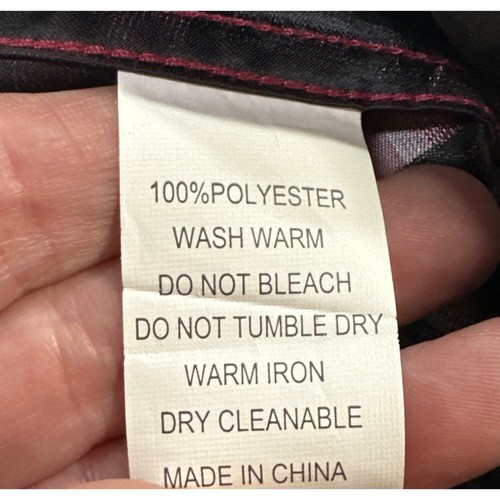 100%POLYESTER
WASH WARM
DO NOT BLEACH
DO NOT TUMBLE DRY
WARM IRON
DRY CLEANABLE
MADE IN CHINA